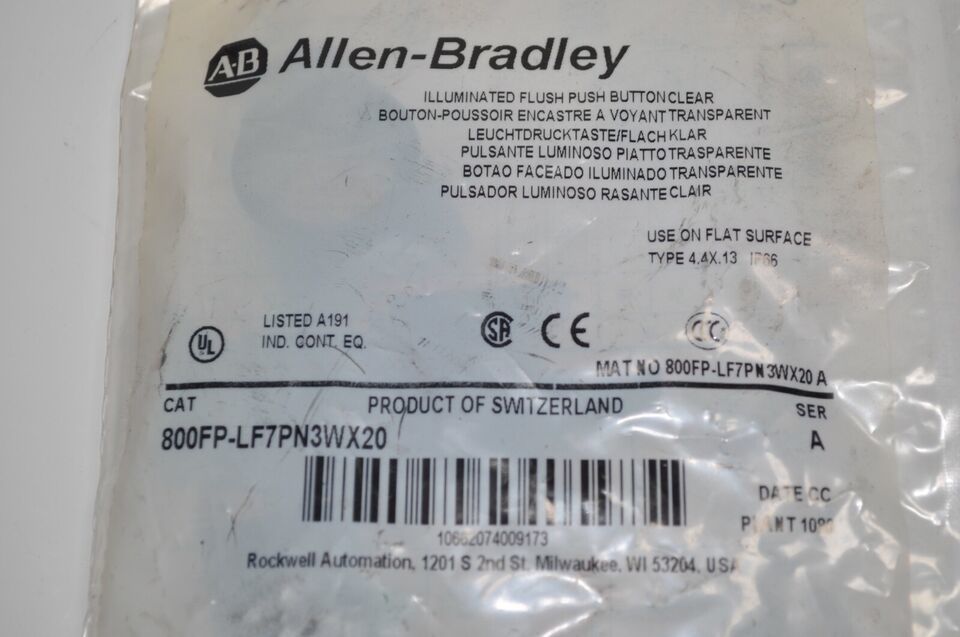 A-B Allen-Bradley
ILLUMINATED FLUSH PUSH BUTTON CLEAR
BOUTON-POUSSOIR ENCASTRE A VOYANT TRANSPARENT
LEUCHTDRUCKTASTE/FLACH KLAR
PULSANTE LUMINOSO PIATTO TRASPARENTE
BOTAO FACEADO ILUMINADO TRANSPARENTE
PULSADOR LUMINOSO RASANTE CLAIR
USE ON FLAT SURFACE
TYPE 4.4X.13 IP66
UL
LISTED A191
IND. CONT. EQ.
SA CE CCC
MAT NO 800FP-LF7PN3WX20 A
CAT PRODUCT OF SWITZERLAND SER
800FP-LF7PN3WX20 A
DATE CC
PLANT
10662074009173
Rockwell Automation, 1201 S 2nd St. Milwaukee, WI 53204, USA